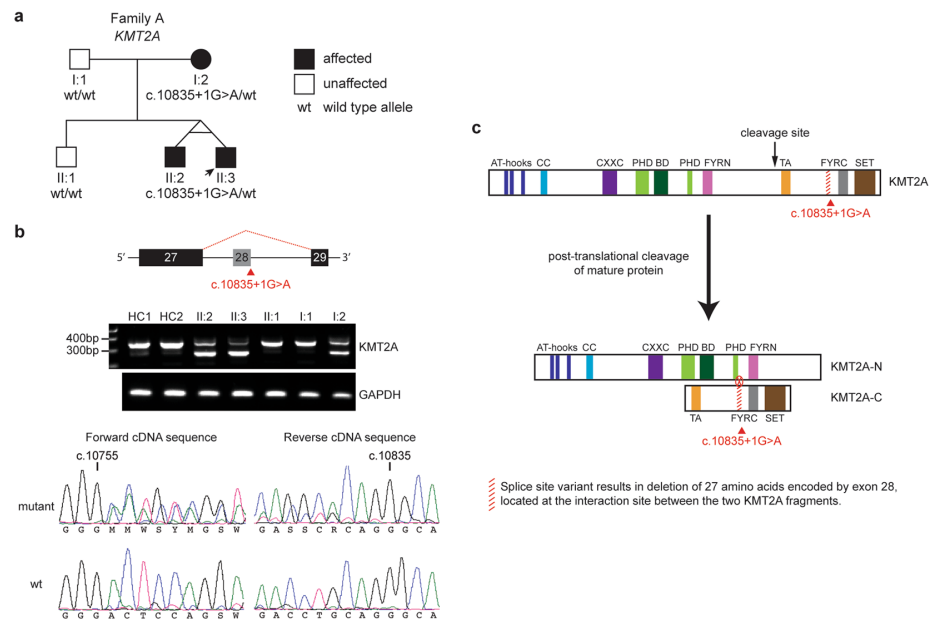 a
Family A
KMT2A
I:1
wt/wt
I:2
c.10835+1G>A/wt
II:1
wt/wt
II:2
II:3
c.10835+1G>A/wt
affected
unaffected
wt wild type allele
b
5′
27
28
29
3′
c.10835+1G>A
HC1 HC2 II:2 II:3 II:1 I:1 I:2
400bp
300bp
KMT2A
GAPDH
Forward cDNA sequence
Reverse cDNA sequence
c.10755
c.10835
mutant
G G G M M W S Y M G S W
G A S S C R C A G G G C A
wt
G G G A C T C C A G S W
G A C C T G C A G G G C A
c
cleavage site
AT-hooks CC CXXC PHD BD PHD FYRN TA FYRC SET
KMT2A
c.10835+1G>A
post-translational cleavage
of mature protein
AT-hooks CC CXXC PHD BD PHD FYRN
KMT2A-N
KMT2A-C
TA FYRC SET
c.10835+1G>A
Splice site variant results in deletion of 27 amino acids encoded by exon 28,
located at the interaction site between the two KMT2A fragments.